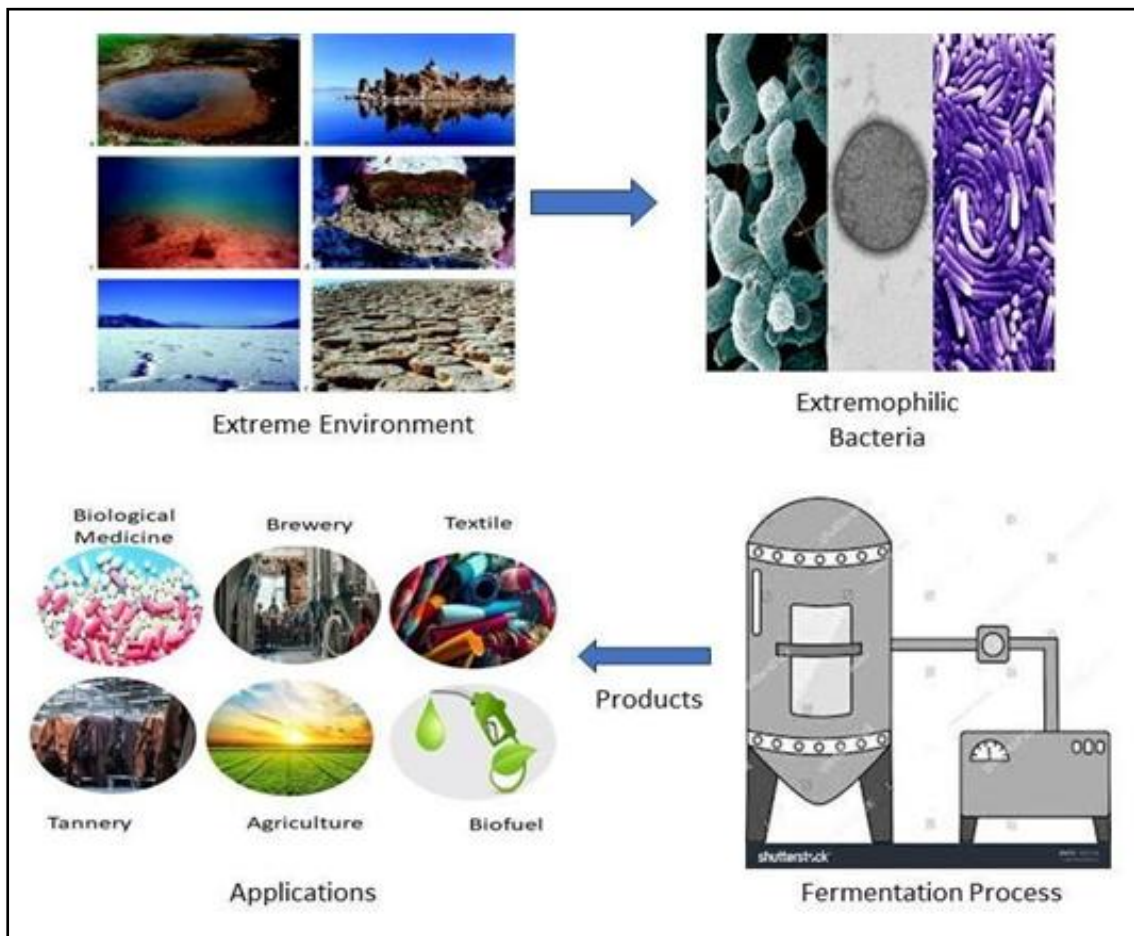 Extreme Environment
Extremophilic
Bacteria
Biological
Medicine
Brewery
Textile
Products
Tannery
Agriculture
Biofuel
Applications
shutterstock
Fermentation Process